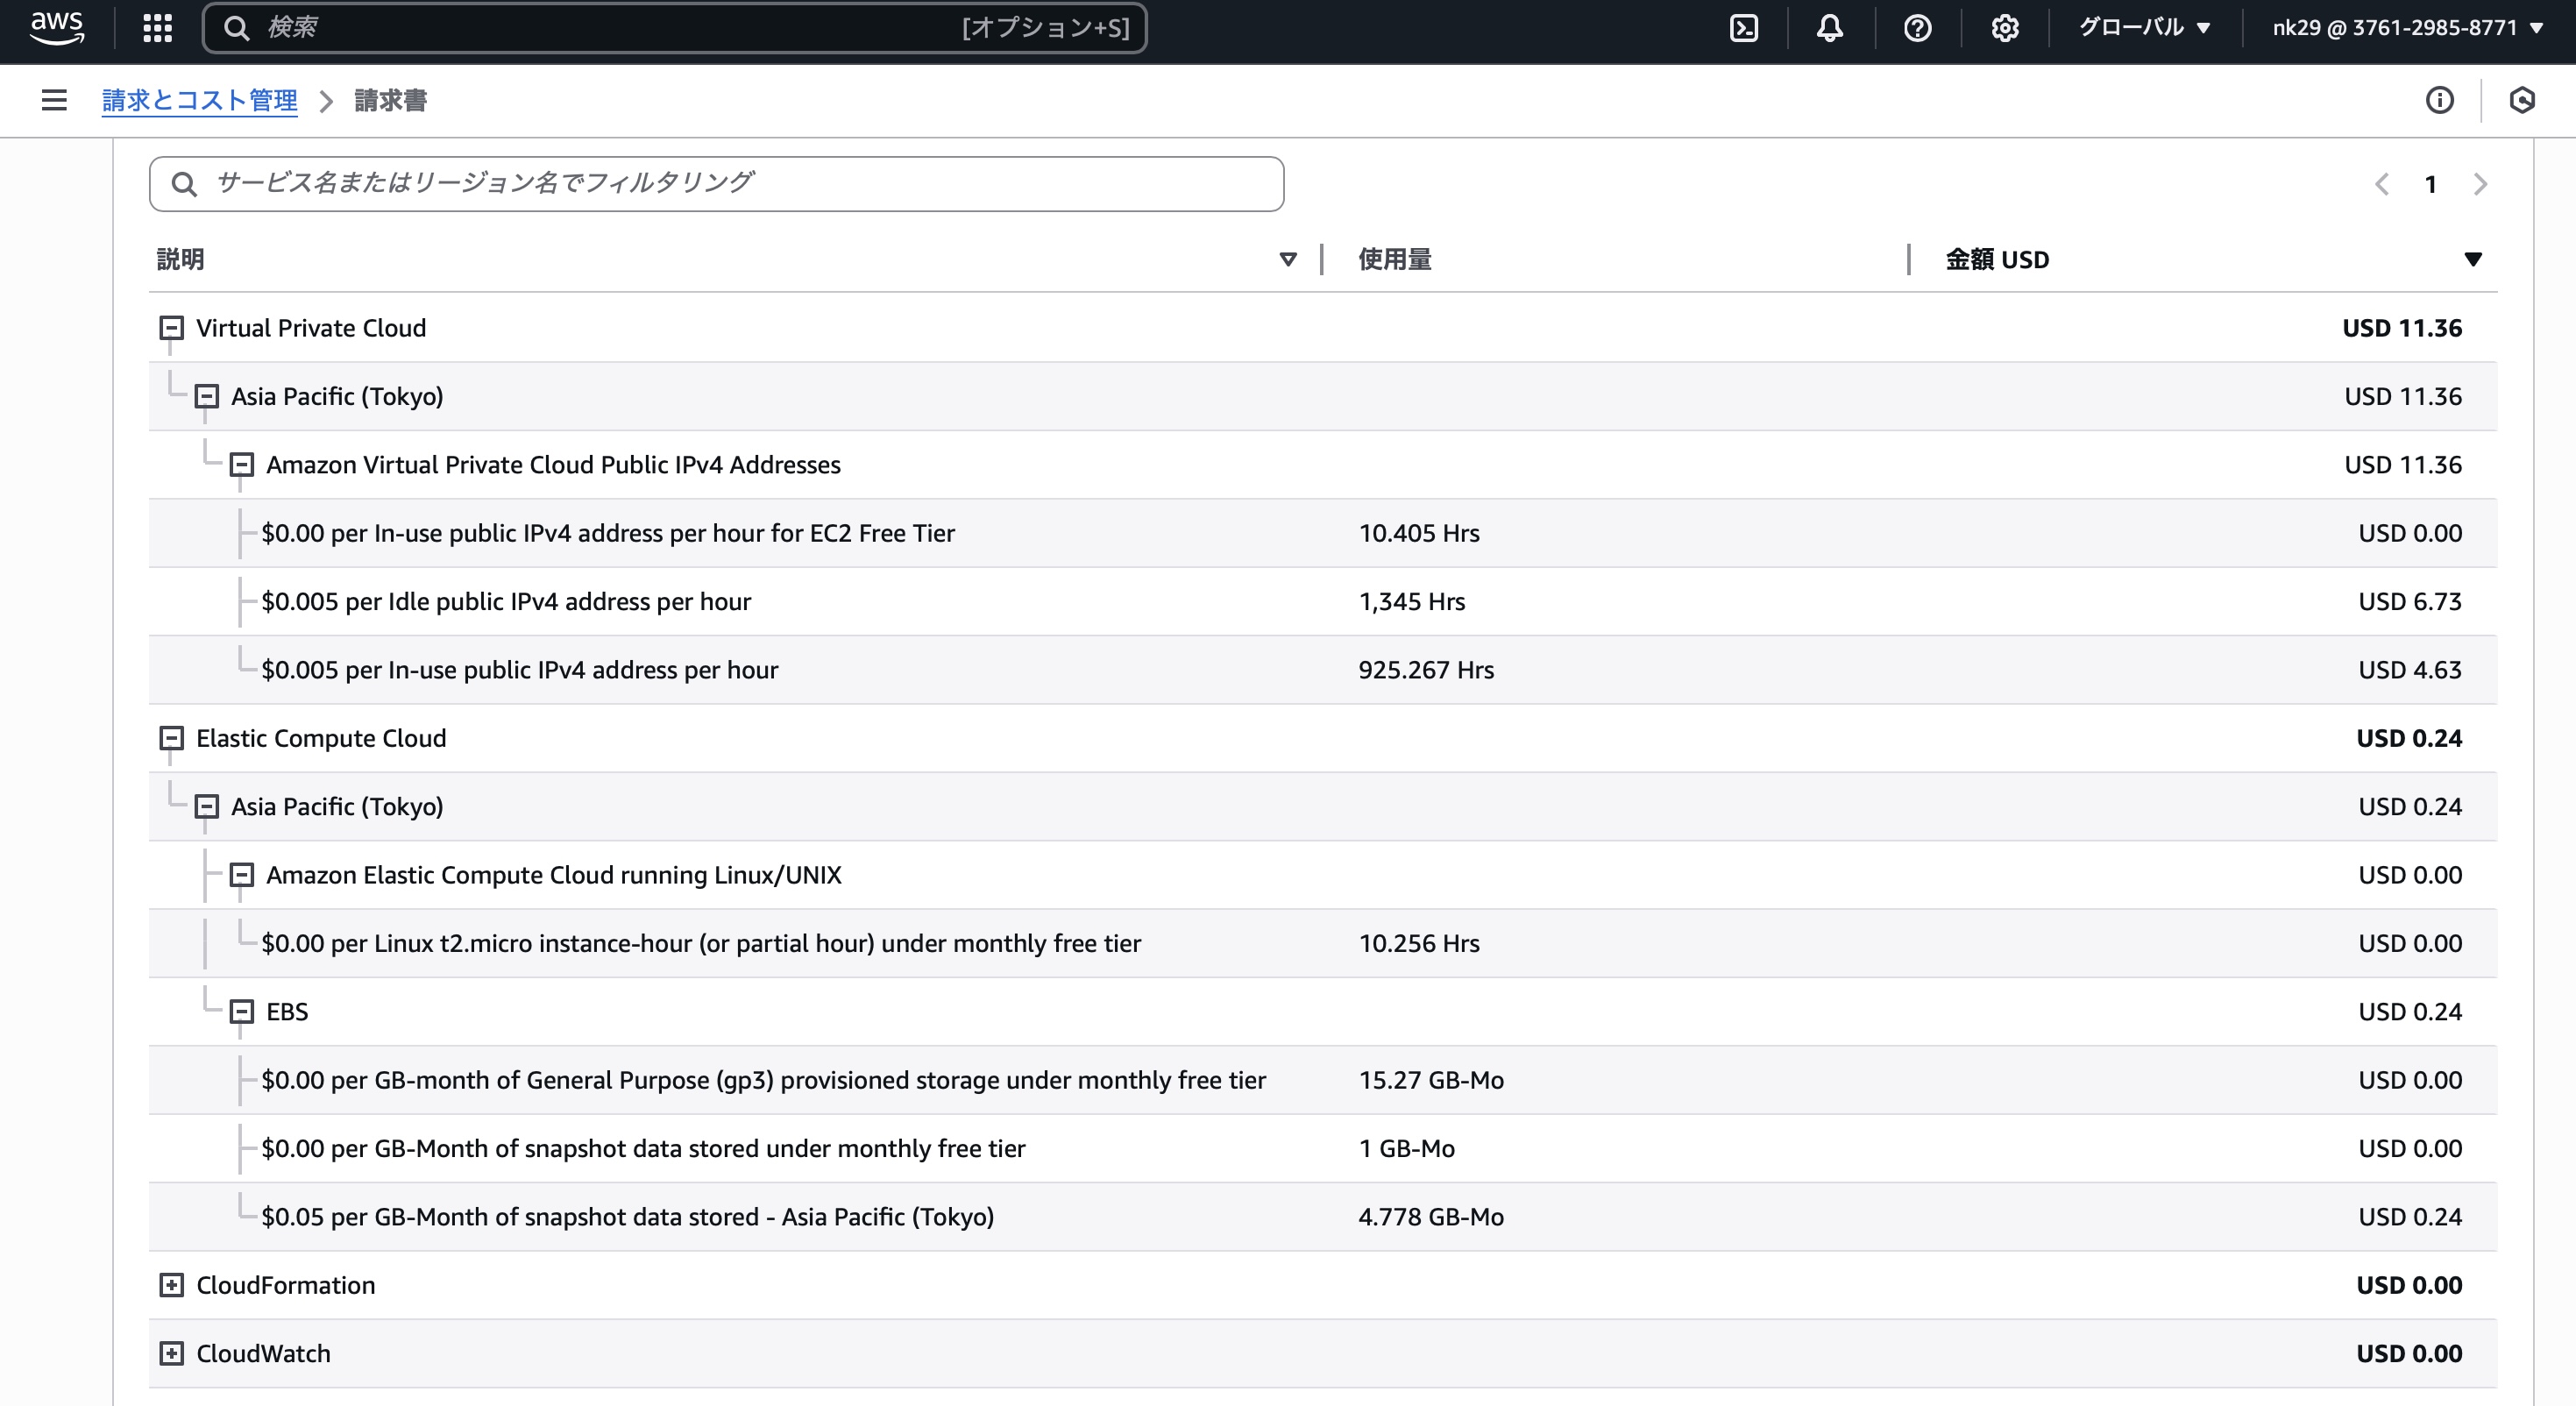 aws 検索 [オプション+S] グローバル nk29 @ 3761-2985-8771
請求とコスト管理 請求書
サービス名またはリージョン名でフィルタリング 1
説明 使用量 金額 USD
Virtual Private Cloud USD 11.36
Asia Pacific (Tokyo) USD 11.36
Amazon Virtual Private Cloud Public IPv4 Addresses USD 11.36
$0.00 per In-use public IPv4 address per hour for EC2 Free Tier 10.405 Hrs USD 0.00
$0.005 per Idle public IPv4 address per hour 1,345 Hrs USD 6.73
$0.005 per In-use public IPv4 address per hour 925.267 Hrs USD 4.63
Elastic Compute Cloud USD 0.24
Asia Pacific (Tokyo) USD 0.24
Amazon Elastic Compute Cloud running Linux/UNIX USD 0.00
$0.00 per Linux t2.micro instance-hour (or partial hour) under monthly free tier 10.256 Hrs USD 0.00
EBS USD 0.24
$0.00 per GB-month of General Purpose (gp3) provisioned storage under monthly free tier 15.27 GB-Mo USD 0.00
$0.00 per GB-Month of snapshot data stored under monthly free tier 1 GB-Mo USD 0.00
$0.05 per GB-Month of snapshot data stored - Asia Pacific (Tokyo) 4.778 GB-Mo USD 0.24
CloudFormation USD 0.00
CloudWatch USD 0.00